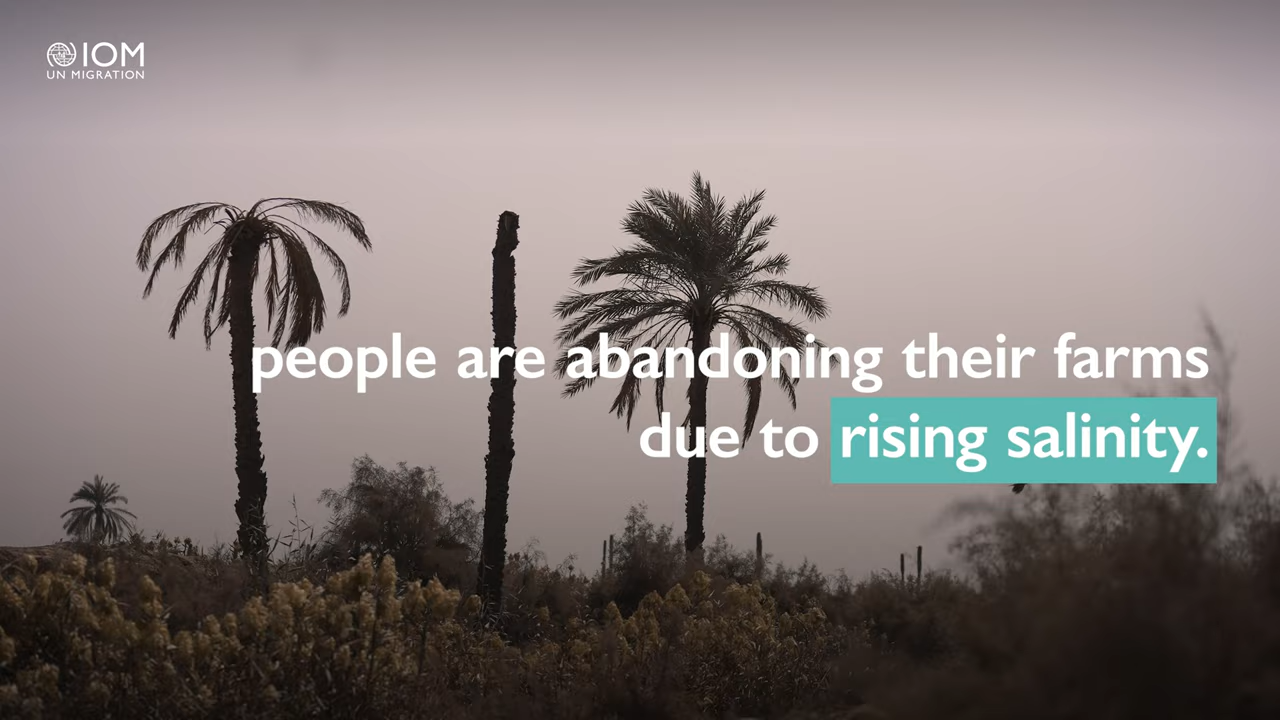 IOM
UN MIGRATION
people are abandoning their farms
due to rising salinity.